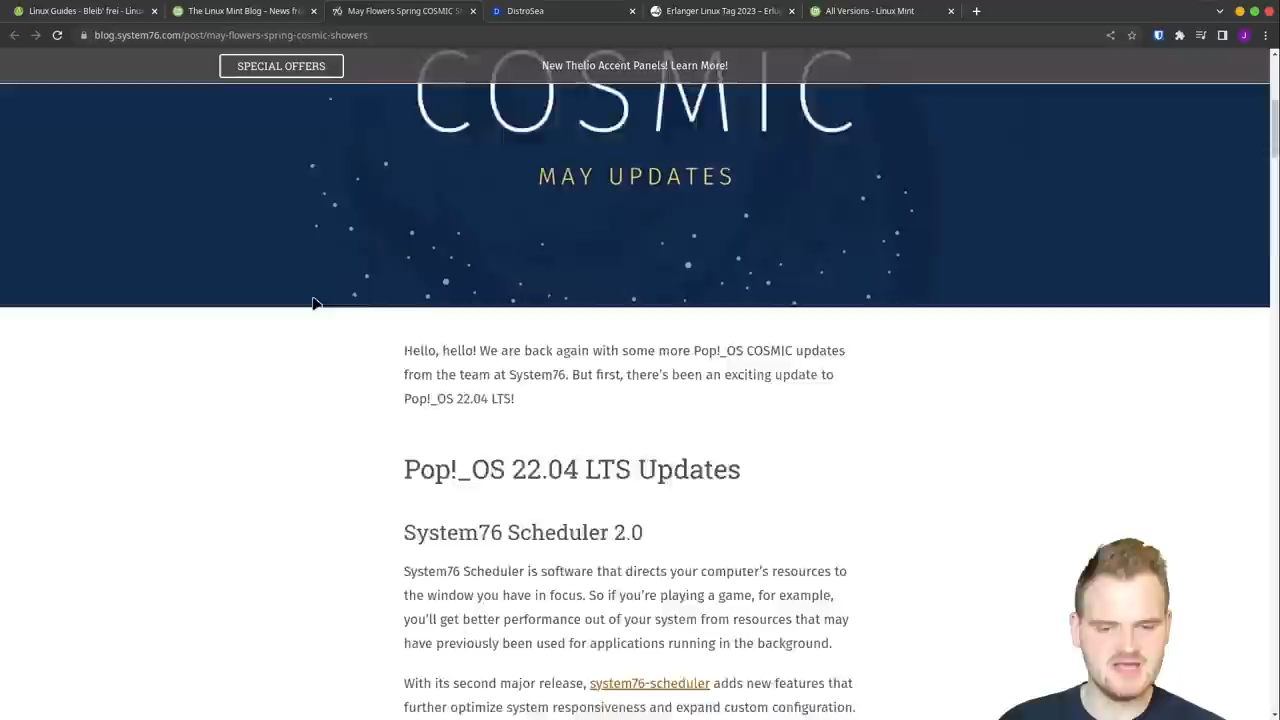 Linux Guides - Bleib' frei - Linu
The Linux Mint Blog – News fr
May Flowers Spring COSMIC S
DistroSea
Erlanger Linux Tag 2023 – Erl
All Versions - Linux Mint
blog.system76.com/post/may-flowers-spring-cosmic-showers
J
SPECIAL OFFERS
New Thelio Accent Panels! Learn More!
COSMIC
MAY UPDATES
Hello, hello! We are back again with some more Pop!_OS COSMIC updates
from the team at System76. But first, there's been an exciting update to
Pop!_OS 22.04 LTS!
Pop!_OS 22.04 LTS Updates
System76 Scheduler 2.0
System76 Scheduler is software that directs your computer's resources to
the window you have in focus. So if you're playing a game, for example,
you'll get better performance out of your system from resources that may
have previously been used for applications running in the background.
With its second major release, system76-scheduler adds new features that
further optimize system responsiveness and expand custom configuration.